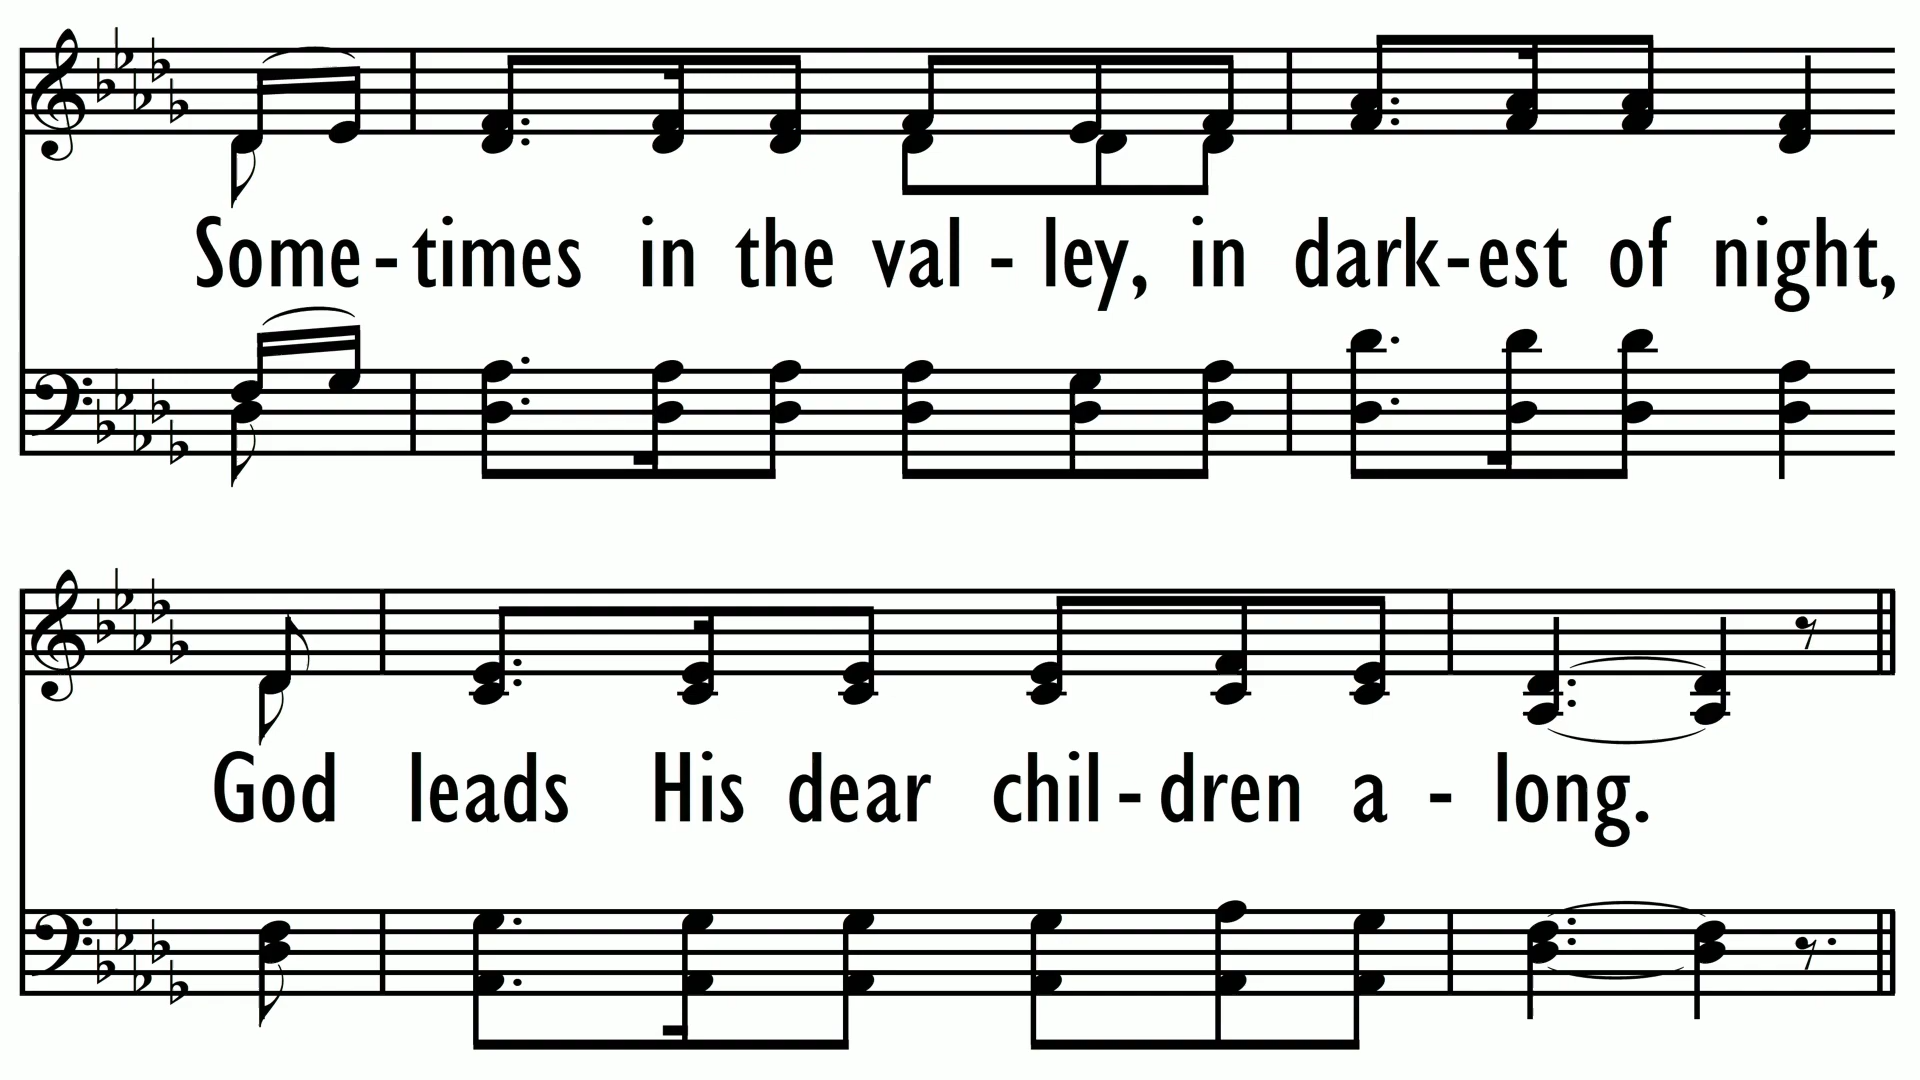 Some-times in the val-ley, in dark-est of night,
God leads His dear chil-dren a-long.